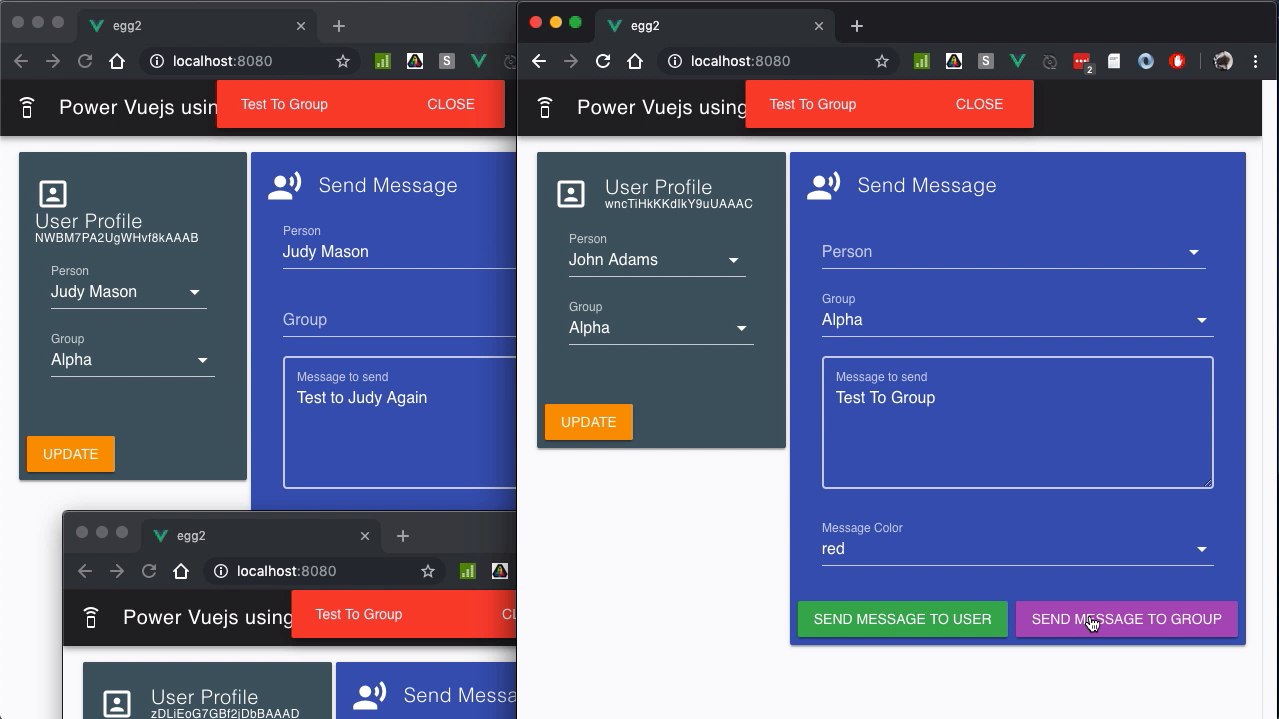 egg2
localhost:8080
S
Power Vuejs usin
Test To Group
CLOSE
User Profile
NWBM7PA2UgWHvf8kAAAB
Person
Judy Mason
Group
Alpha
UPDATE
Send Message
Person
Judy Mason
Group
Message to send
Test to Judy Again
egg2
localhost:8080
Power Vuejs using
Test To Group
CL
User Profile
zDLiEoG7GBf2jDbBAAAD
Send Messa
egg2
localhost:8080
S
2
Power Vuejs using
Test To Group
CLOSE
User Profile
wncTiHkKKdIkY9uUAAAC
Person
John Adams
Group
Alpha
UPDATE
Send Message
Person
Group
Alpha
Message to send
Test To Group
Message Color
red
SEND MESSAGE TO USER
SEND MESSAGE TO GROUP